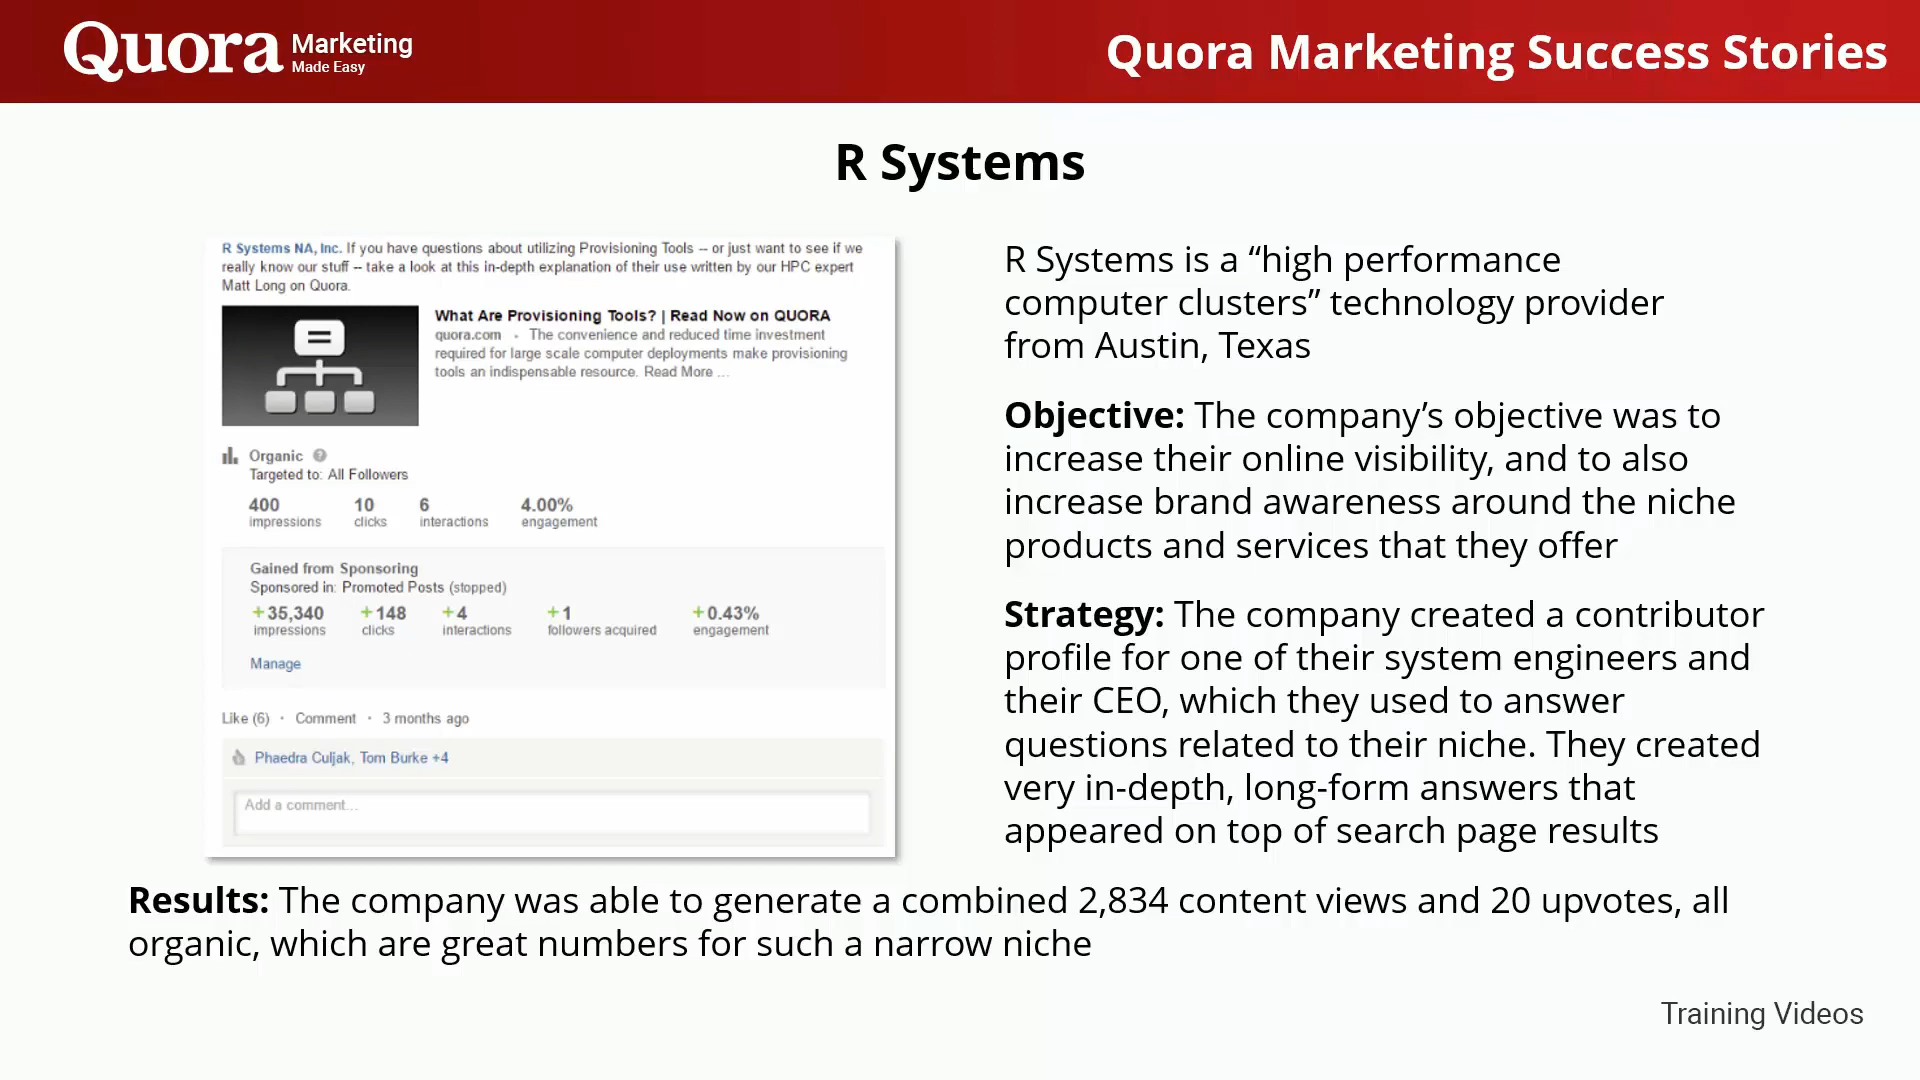 Quora Marketing
Made Easy
Quora Marketing Success Stories
R Systems
R Systems NA, Inc. If you have questions about utilizing Provisioning Tools -- or just want to see if we
really know our stuff -- take a look at this in-depth explanation of their use written by our HPC expert
Matt Long on Quora.
What Are Provisioning Tools? | Read Now on QUORA
quora.com · The convenience and reduced time investment
required for large scale computer deployments make provisioning
tools an indispensable resource. Read More ...
Organic ?
Targeted to: All Followers
400 10 6 4.00%
impressions clicks interactions engagement
Gained from Sponsoring
Sponsored in: Promoted Posts (stopped)
+35,340 +148 +4 +1 +0.43%
impressions clicks interactions followers acquired engagement
Manage
Like (6) · Comment · 3 months ago
Phaedra Culjak, Tom Burke +4
Add a comment...
R Systems is a “high performance
computer clusters” technology provider
from Austin, Texas
Objective: The company’s objective was to
increase their online visibility, and to also
increase brand awareness around the niche
products and services that they offer
Strategy: The company created a contributor
profile for one of their system engineers and
their CEO, which they used to answer
questions related to their niche. They created
very in-depth, long-form answers that
appeared on top of search page results
Results: The company was able to generate a combined 2,834 content views and 20 upvotes, all
organic, which are great numbers for such a narrow niche
Training Videos